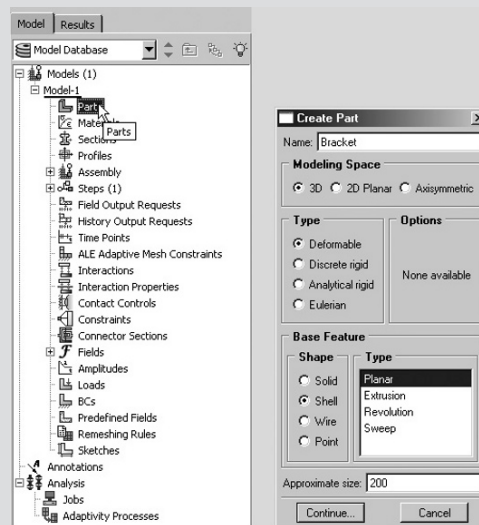 Model
Results
Model Database
Models (1)
Model-1
Parts
Parts
Materials
Sections
Profiles
Assembly
Steps (1)
Field Output Requests
History Output Requests
Time Points
ALE Adaptive Mesh Constraints
Interactions
Interaction Properties
Contact Controls
Constraints
Connector Sections
Fields
Amplitudes
Loads
BCs
Predefined Fields
Remeshing Rules
Sketches
Annotations
Analysis
Jobs
Adaptivity Processes
Create Part
Name: Bracket
Modeling Space
3D 2D Planar Axisymmetric
Type
Deformable
Discrete rigid
Analytical rigid
Eulerian
Options
None available
Base Feature
Shape
Solid
Shell
Wire
Point
Type
Planar
Extrusion
Revolution
Sweep
Approximate size: 200
Continue... Cancel